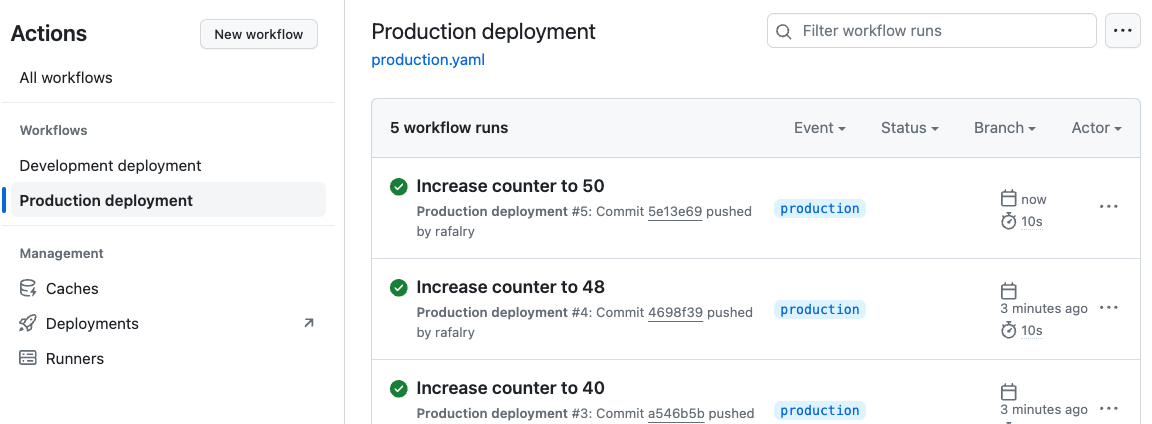 Actions
New workflow
All workflows
Workflows
Development deployment
Production deployment
Management
Caches
Deployments
Runners
Production deployment
production.yaml
Filter workflow runs
5 workflow runs
Event
Status
Branch
Actor
Increase counter to 50
Production deployment #5: Commit 5e13e69 pushed
by rafalry
production
now
10s
Increase counter to 48
Production deployment #4: Commit 4698f39 pushed
by rafalry
production
3 minutes ago
10s
Increase counter to 40
Production deployment #3: Commit a546b5b pushed
production
3 minutes ago